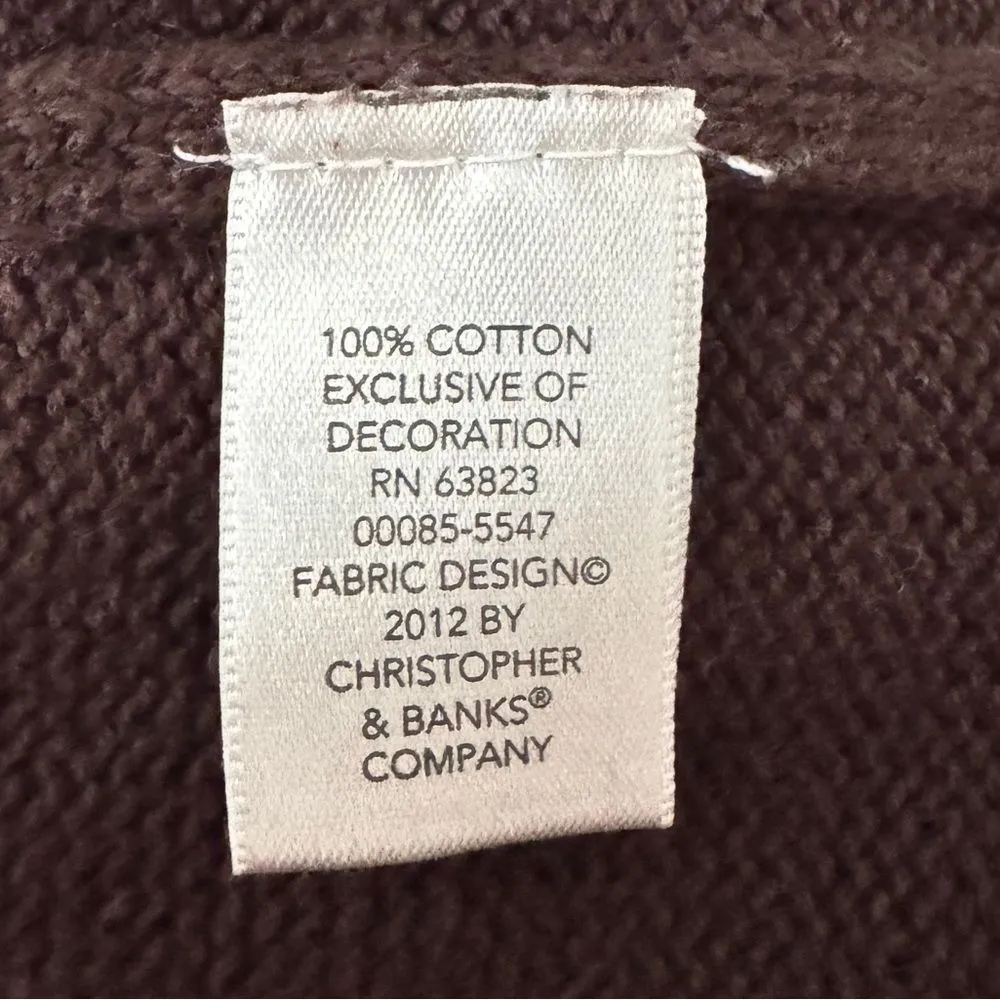 100% COTTON
EXCLUSIVE OF
DECORATION
RN 63823
00085-5547
FABRIC DESIGN©
2012 BY
CHRISTOPHER
& BANKS®
COMPANY